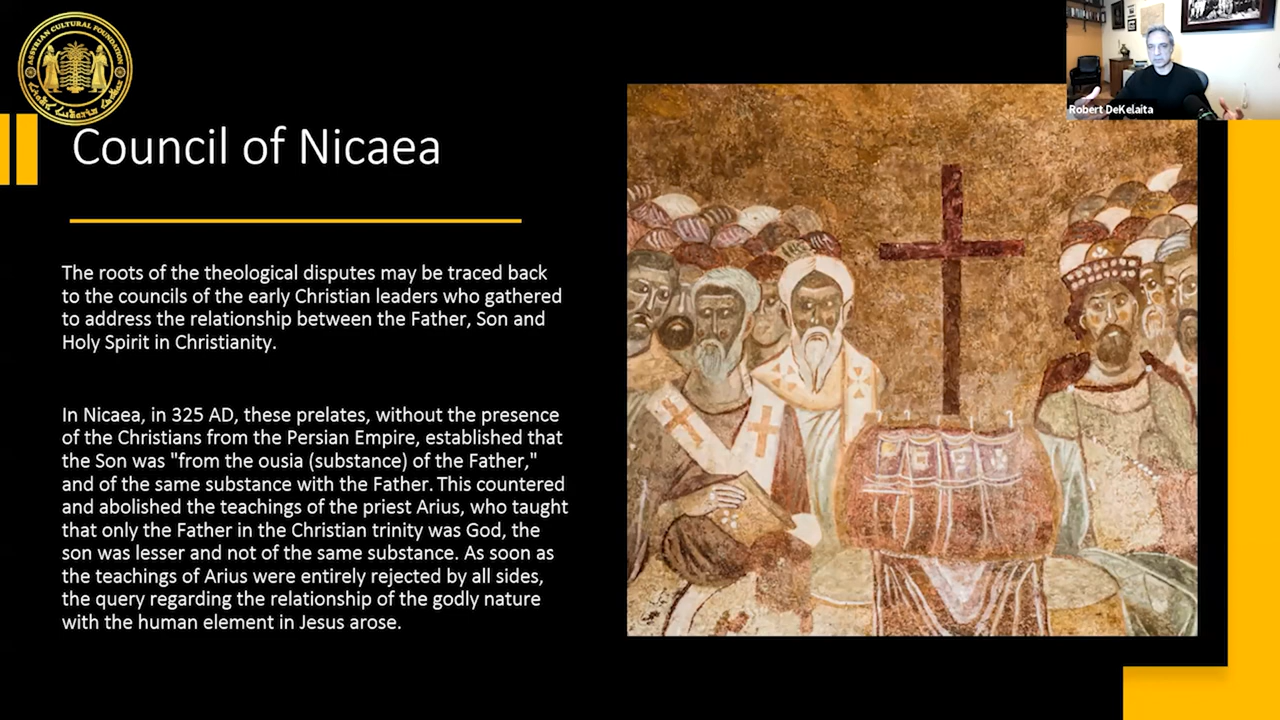 ASSYRIAN CULTURAL FOUNDATION
Robert DeKelaita
Council of Nicaea
The roots of the theological disputes may be traced back
to the councils of the early Christian leaders who gathered
to address the relationship between the Father, Son and
Holy Spirit in Christianity.
In Nicaea, in 325 AD, these prelates, without the presence
of the Christians from the Persian Empire, established that
the Son was "from the ousia (substance) of the Father,"
and of the same substance with the Father. This countered
and abolished the teachings of the priest Arius, who taught
that only the Father in the Christian trinity was God, the
son was lesser and not of the same substance. As soon as
the teachings of Arius were entirely rejected by all sides,
the query regarding the relationship of the godly nature
with the human element in Jesus arose.